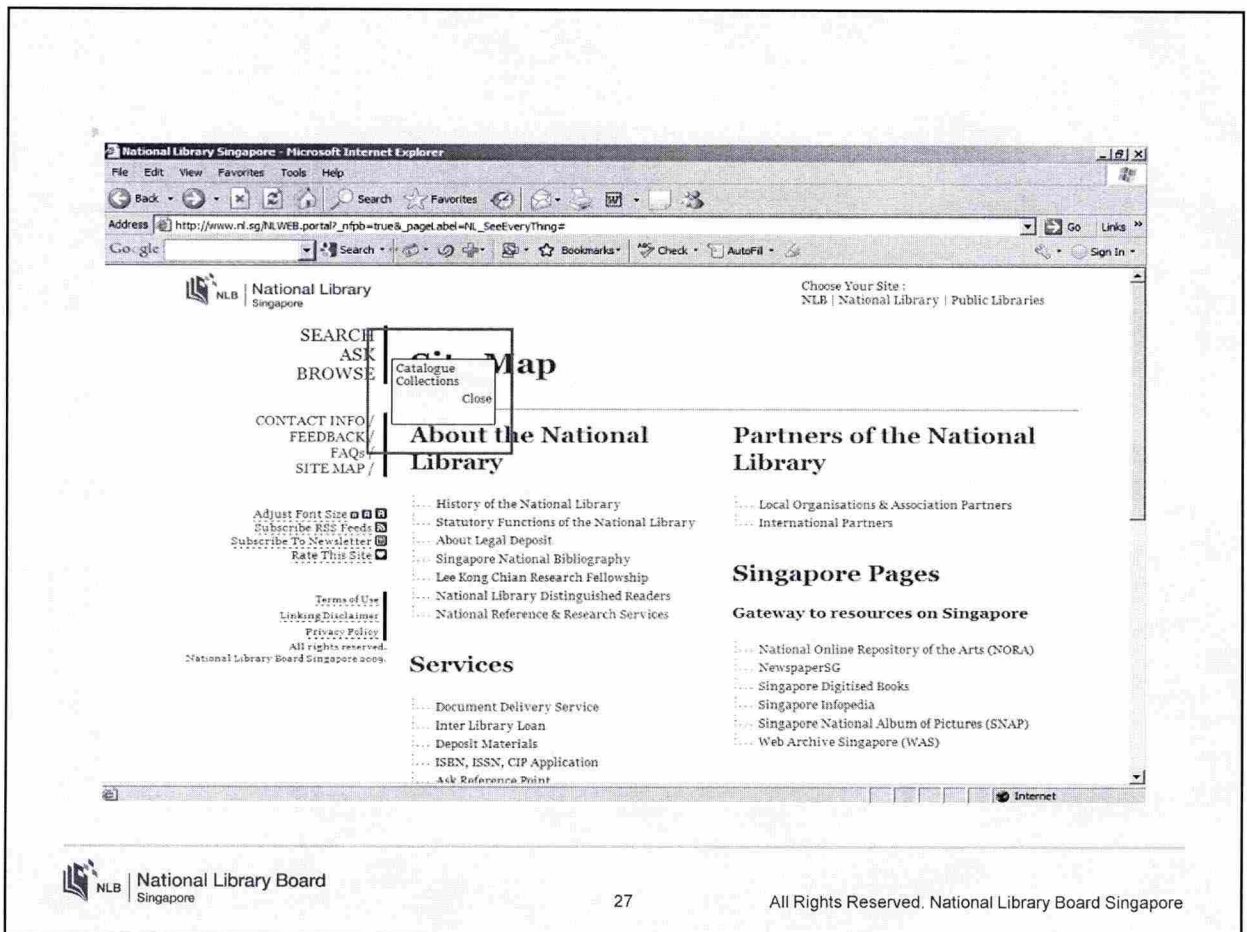 National Library Singapore - Microsoft Internet Explorer
File Edit View Favorites Tools Help
Back Search Favorites
Address http://www.nl.sg/NLWEB.portal?_nfpb=true&_pageLabel=NL_SeeEveryThing# Go Links »
Google Search Bookmarks Check AutoFill Sign In
NLB National Library
Singapore
Choose Your Site :
NLB | National Library | Public Libraries
SEARCH
ASK
BROWSE
Catalogue
Collections
Close
Map
CONTACT INFO /
FEEDBACK /
FAQs /
SITE MAP /
Adjust Font Size
Subscribe RSS Feeds
Subscribe To Newsletter
Rate This Site
Terms of Use
Linking Disclaimer
Privacy Policy
All rights reserved.
National Library Board Singapore 2009.
About the National
Library
History of the National Library
Statutory Functions of the National Library
About Legal Deposit
Singapore National Bibliography
Lee Kong Chian Research Fellowship
National Library Distinguished Readers
National Reference & Research Services
Services
Document Delivery Service
Inter Library Loan
Deposit Materials
ISBN, ISSN, CIP Application
Ask Reference Point
Partners of the National
Library
Local Organisations & Association Partners
International Partners
Singapore Pages
Gateway to resources on Singapore
National Online Repository of the Arts (NORA)
NewspaperSG
Singapore Digitised Books
Singapore Infopedia
Singapore National Album of Pictures (SNAP)
Web Archive Singapore (WAS)
Internet
NLB National Library Board
Singapore
27
All Rights Reserved. National Library Board Singapore